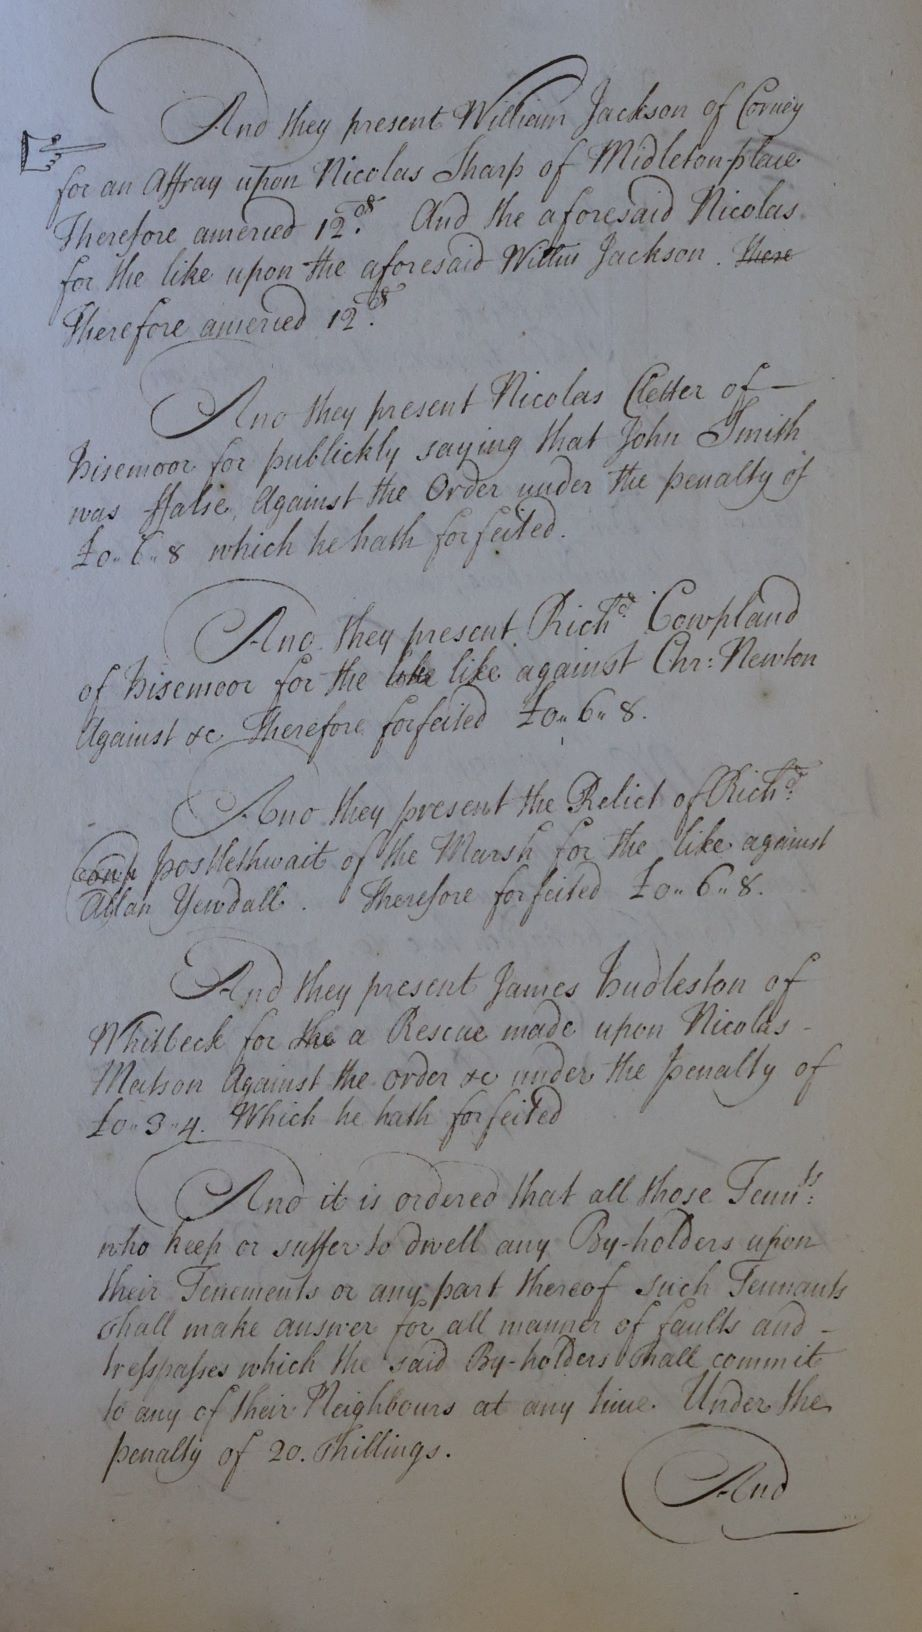 And they present William Jackson of Corney
for an Affray upon Nicolas Sharp of Midleton place
Therefore amercied 12ds. And the aforesaid Nicolas
for the like upon the aforesaid Willm Jackson. There
Therefore amercied 12ds.
And they present Nicolas Cletter of
hisemoor for publickly saying that John Smith
was ffalse, Against the Order under the penalty of
£0„6„8 which he hath forfeited.
And they present Richd. Cowpland
of hisemoor for the like against Chr: Newton
Against &c Therefore forfeited £0„6„8.
And they present the Relict of Richd.
postlethwait of the Marsh for the like against
Allan Yewdall. Therefore forfeited £0„6„8.
And they present James hudleston of
Whitbeck for the a Rescue made upon Nicolas -
Matson Against the order &c under the penalty of
£0„3„4. Which he hath forfeited
And it is ordered that all those Tennts:
who keep or suffer to dwell any By-holders upon
their Tenements or any part thereof such Tennants
shall make answer for all manner of faults and -
trespasses which the said By-holders shall commit
to any of their Neighbours at any time. Under the
penalty of 20. shillings.
And